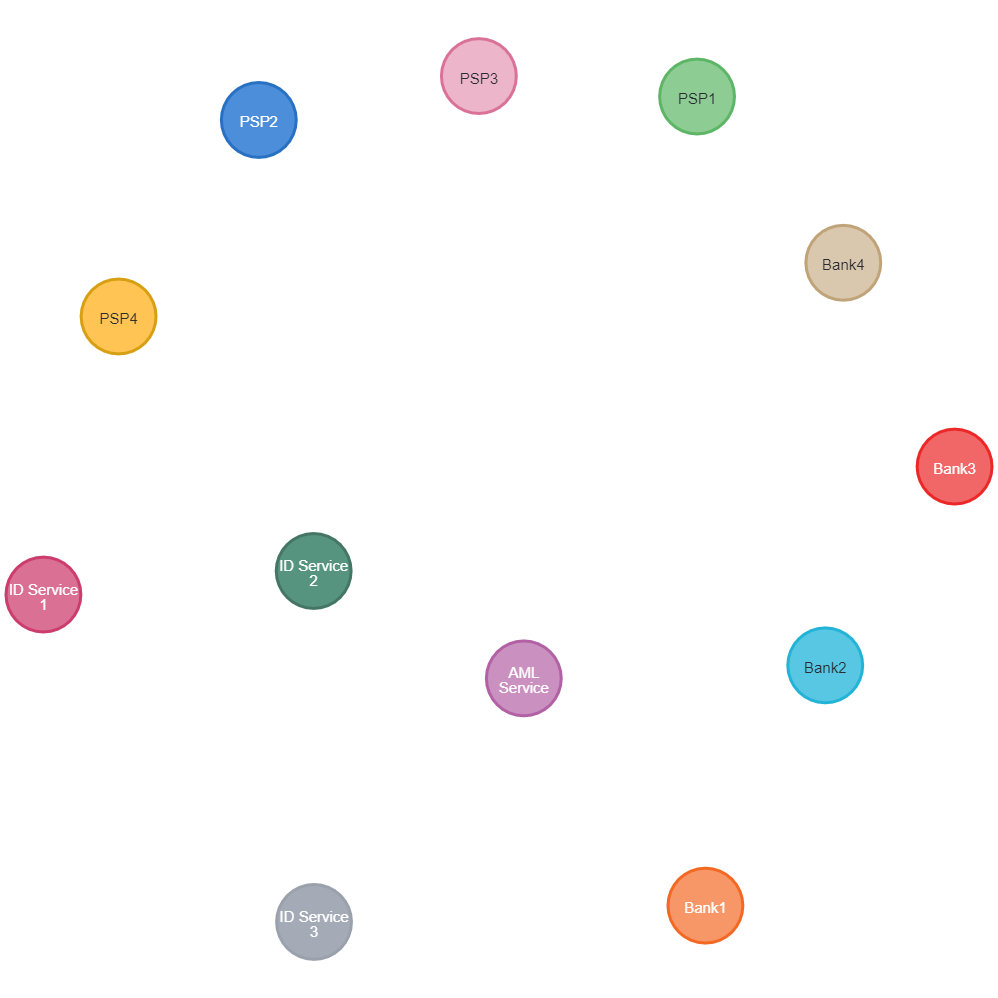 PSP3
PSP1
PSP2
Bank4
PSP4
Bank3
ID Service
2
ID Service
1
Bank2
AML
Service
Bank1
ID Service
3